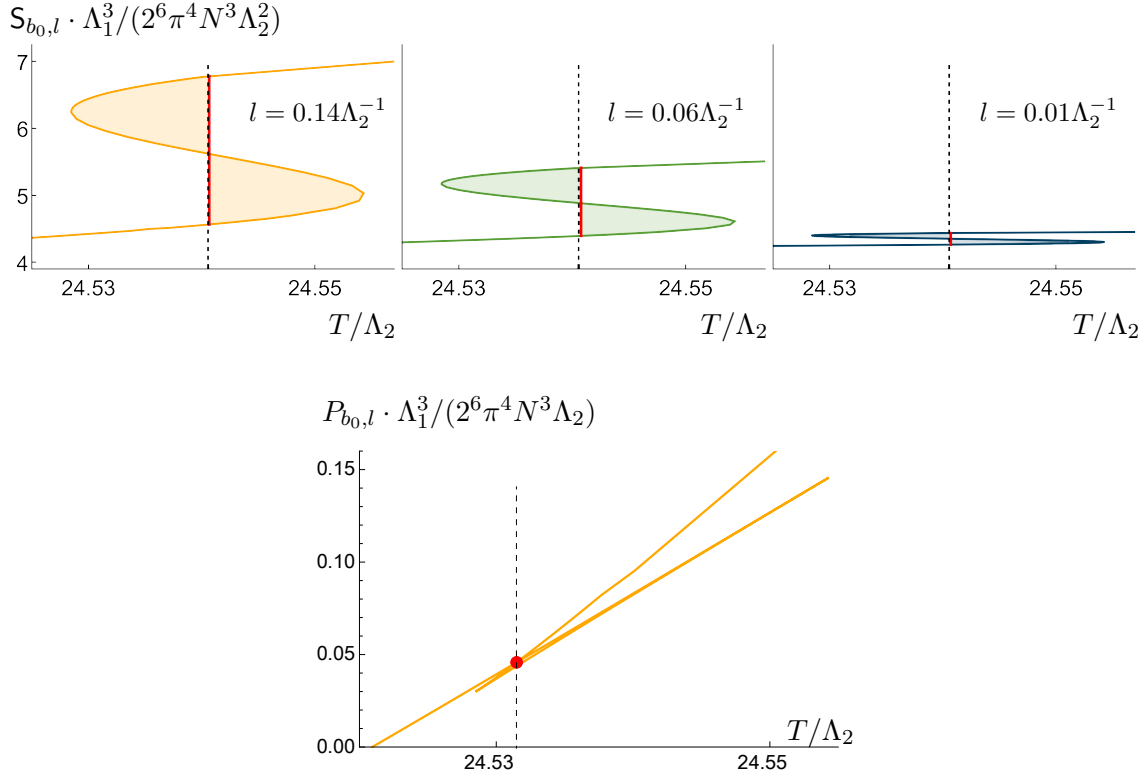 S_{b_0,l} · Λ_1^3/(2^6π^4N^3Λ_2^2)
7
6
5
4
l = 0.14Λ_2^{-1}
l = 0.06Λ_2^{-1}
l = 0.01Λ_2^{-1}
24.53 24.55 24.53 24.55 24.53 24.55
T/Λ_2 T/Λ_2 T/Λ_2
P_{b_0,l} · Λ_1^3/(2^6π^4N^3Λ_2)
0.15
0.10
0.05
0.00
T/Λ_2
24.53 24.55